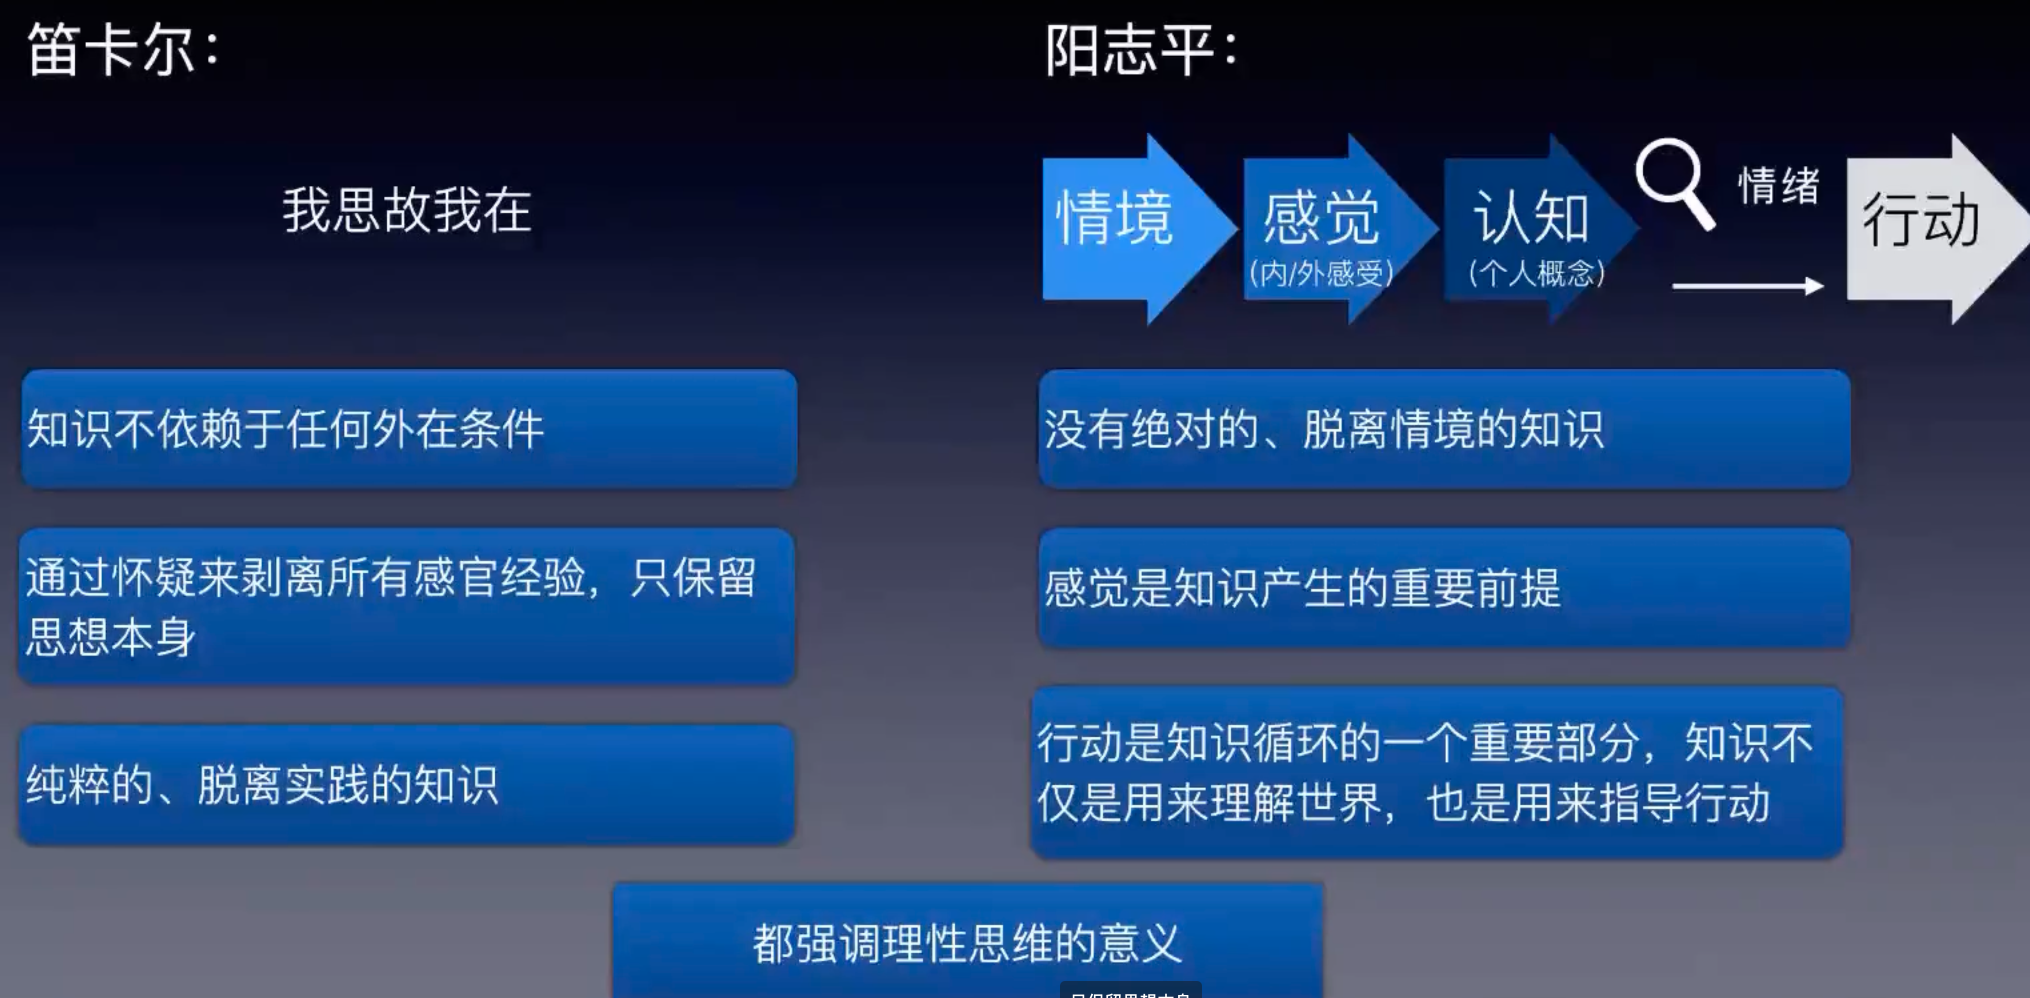 笛卡尔：
我思故我在
知识不依赖于任何外在条件
通过怀疑来剥离所有感官经验，只保留
思想本身
纯粹的、脱离实践的知识
阳志平：
情境
感觉
(内/外感受)
认知
(个人概念)
情绪
行动
没有绝对的、脱离情境的知识
感觉是知识产生的重要前提
行动是知识循环的一个重要部分，知识不
仅是用来理解世界，也是用来指导行动
都强调理性思维的意义